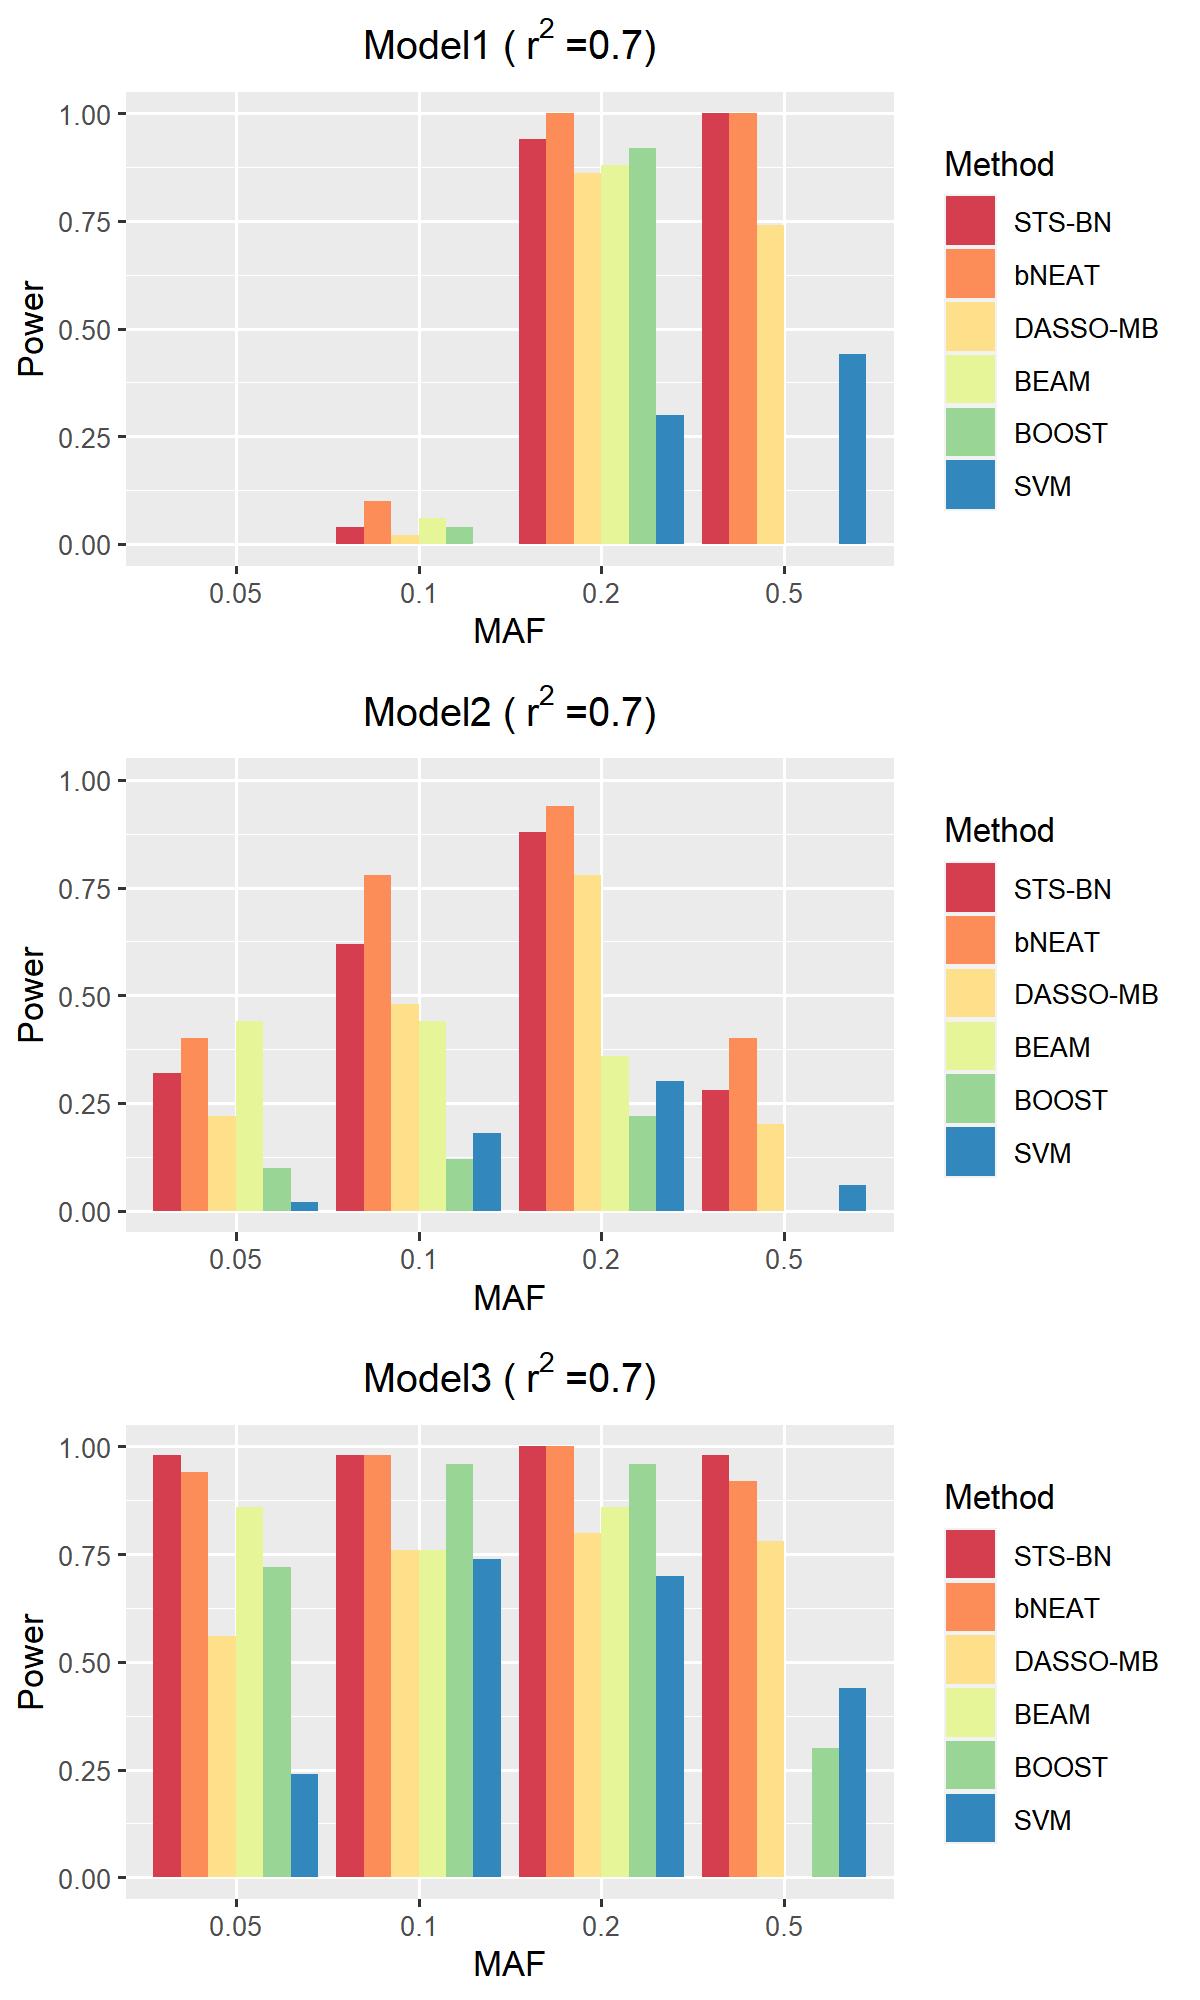 Model1 ( r² =0.7)
1.00
0.75
0.50
0.25
0.00
Power
0.05 0.1 0.2 0.5
MAF
Method
STS-BN
bNEAT
DASSO-MB
BEAM
BOOST
SVM
Model2 ( r² =0.7)
1.00
0.75
0.50
0.25
0.00
Power
0.05 0.1 0.2 0.5
MAF
Method
STS-BN
bNEAT
DASSO-MB
BEAM
BOOST
SVM
Model3 ( r² =0.7)
1.00
0.75
0.50
0.25
0.00
Power
0.05 0.1 0.2 0.5
MAF
Method
STS-BN
bNEAT
DASSO-MB
BEAM
BOOST
SVM